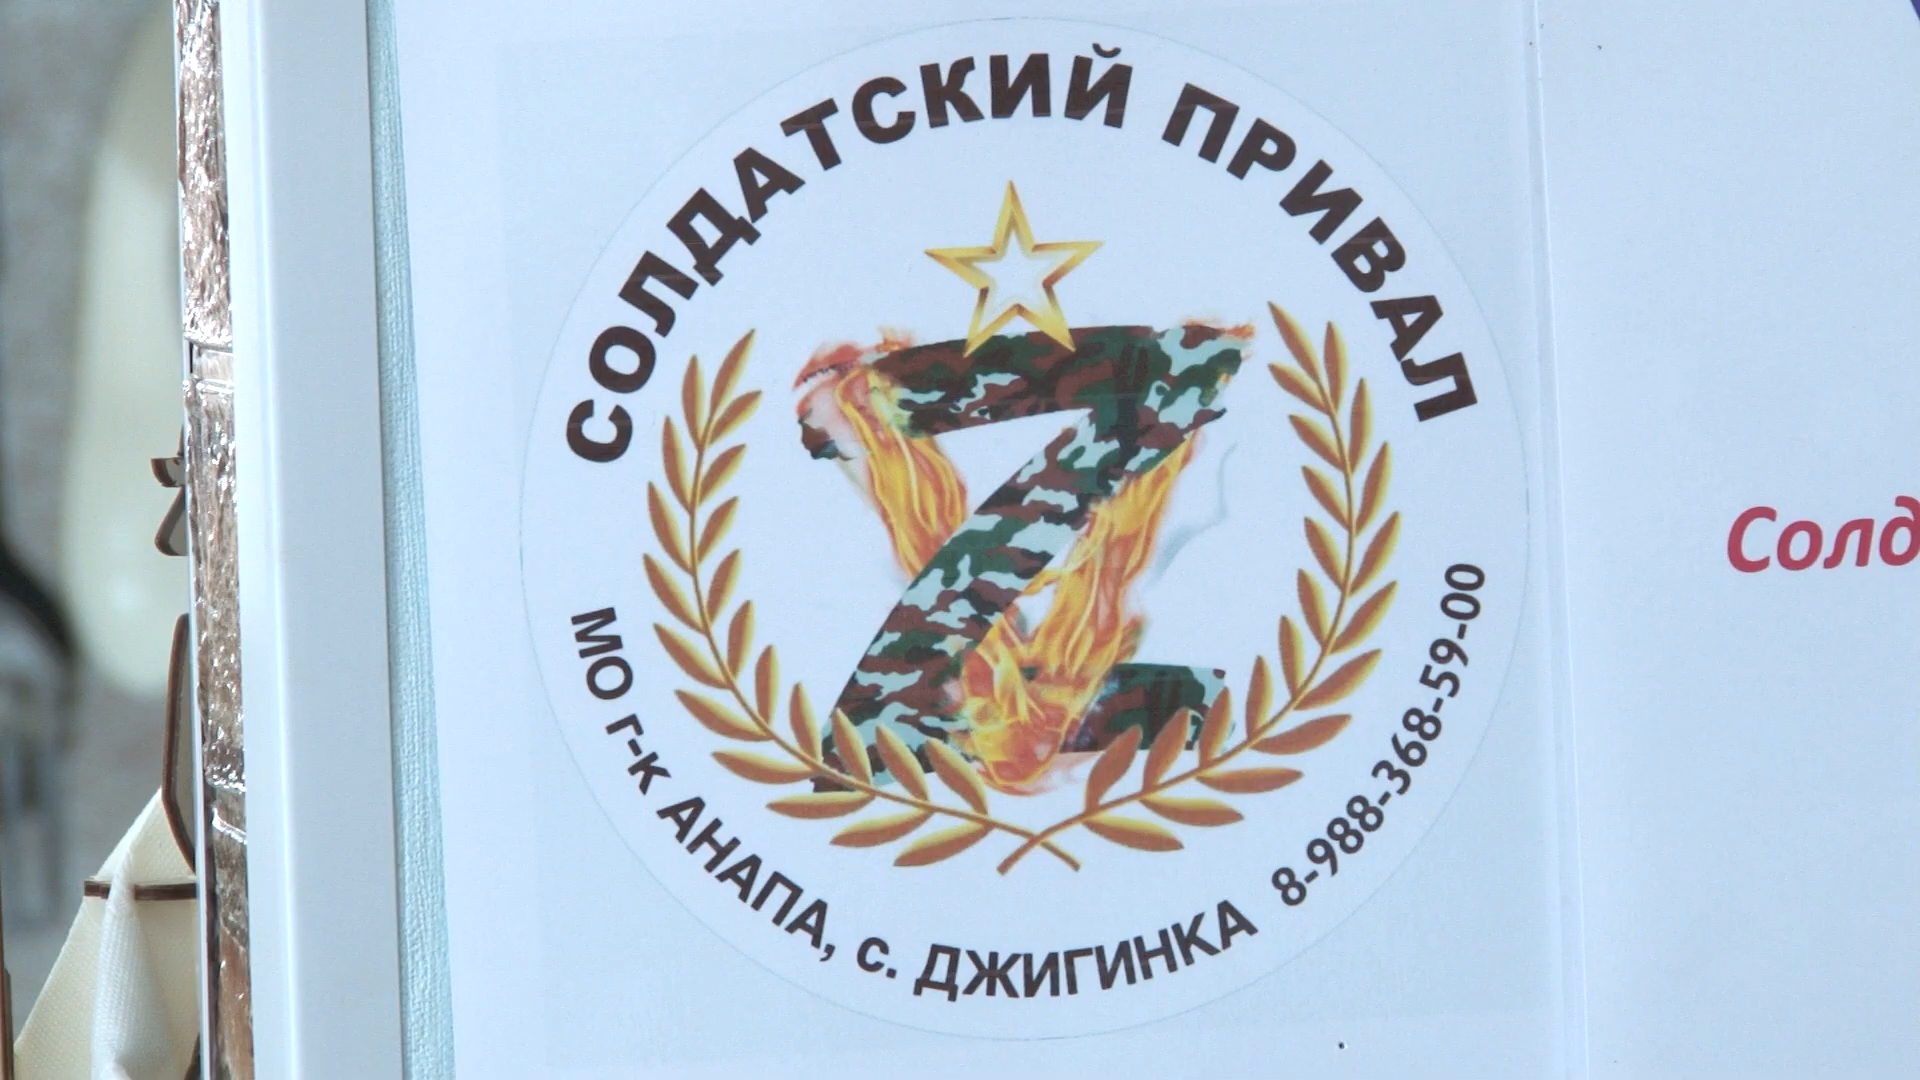 СОЛДАТСКИЙ ПРИВАЛ
Z
МО г-к АНАПА, с. ДЖИГИНКА 8-988-368-59-00
Солд